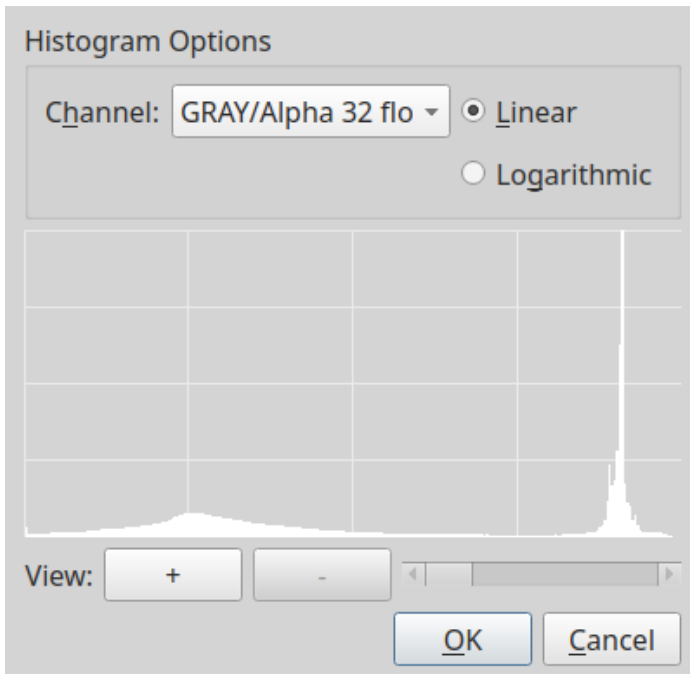 Histogram Options
Channel: GRAY/Alpha 32 flo Linear
Logarithmic
View: + -
OK Cancel